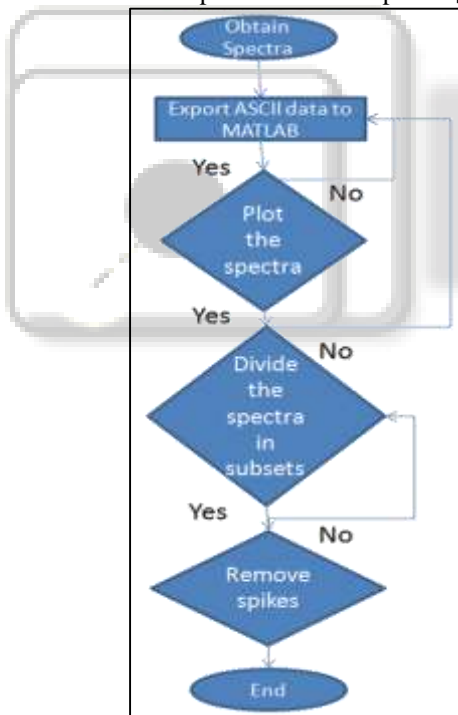 Obtain
Spectra
Export ASCII data to
MATLAB
Yes
No
Plot
the
spectra
Yes
No
Divide
the
spectra
in
subsets
Yes
No
Remove
spikes
End